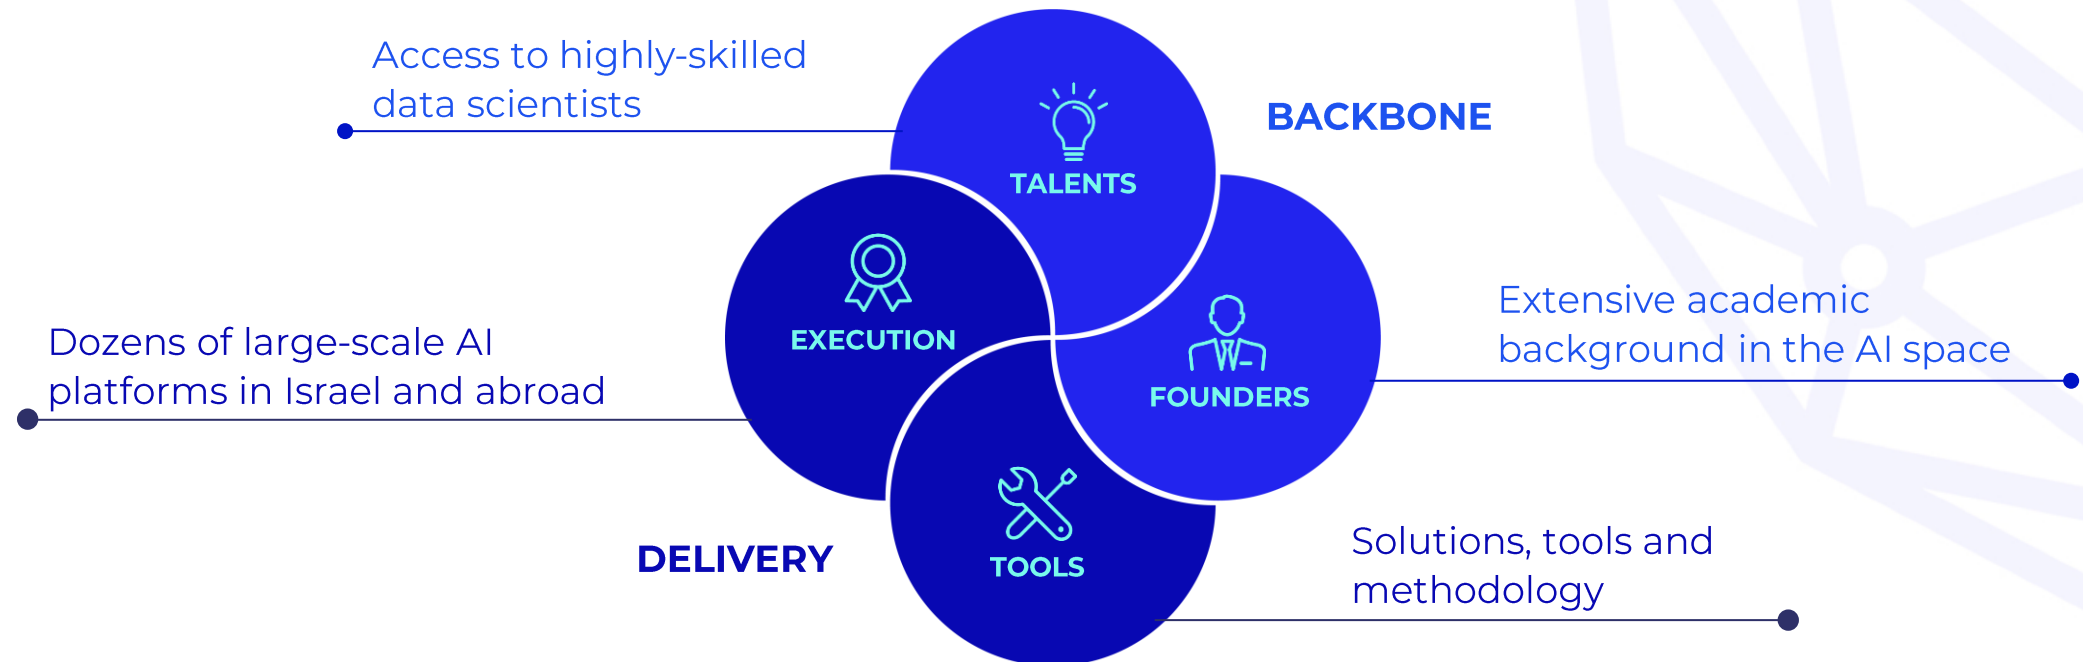 Access to highly-skilled
data scientists
TALENTS
BACKBONE
EXECUTION
Dozens of large-scale AI
platforms in Israel and abroad
FOUNDERS
Extensive academic
background in the AI space
DELIVERY
TOOLS
Solutions, tools and
methodology